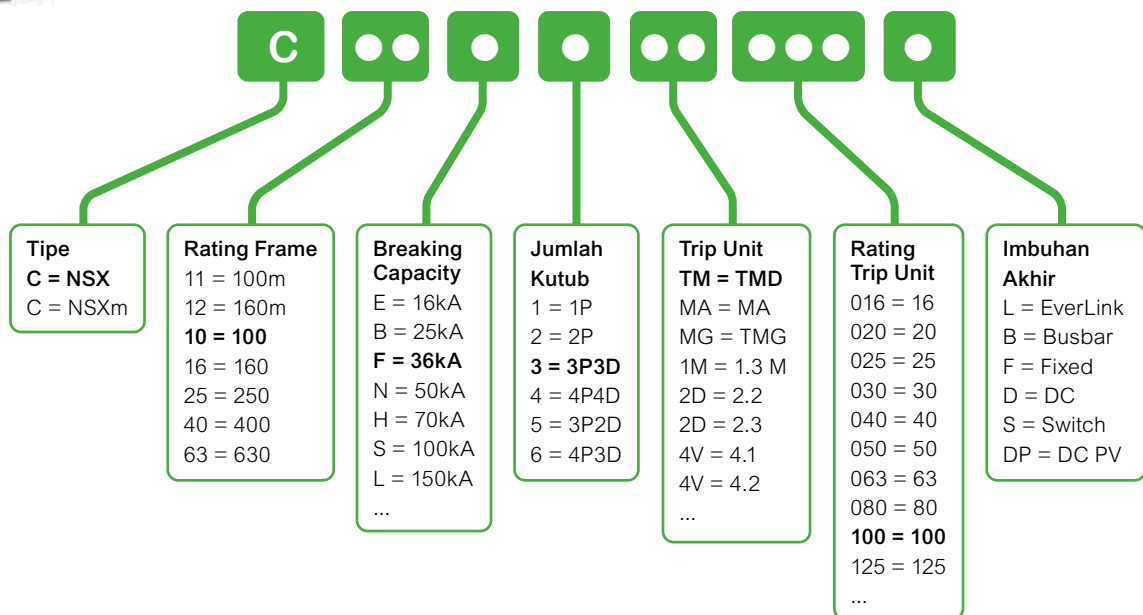 C
Tipe
C = NSX
C = NSXm
Rating Frame
11 = 100m
12 = 160m
10 = 100
16 = 160
25 = 250
40 = 400
63 = 630
Breaking
Capacity
E = 16kA
B = 25kA
F = 36kA
N = 50kA
H = 70kA
S = 100kA
L = 150kA
...
Jumlah
Kutub
1 = 1P
2 = 2P
3 = 3P3D
4 = 4P4D
5 = 3P2D
6 = 4P3D
Trip Unit
TM = TMD
MA = MA
MG = TMG
1M = 1.3 M
2D = 2.2
2D = 2.3
4V = 4.1
4V = 4.2
...
Rating
Trip Unit
016 = 16
020 = 20
025 = 25
030 = 30
040 = 40
050 = 50
063 = 63
080 = 80
100 = 100
125 = 125
...
Imbuhan
Akhir
L = EverLink
B = Busbar
F = Fixed
D = DC
S = Switch
DP = DC PV